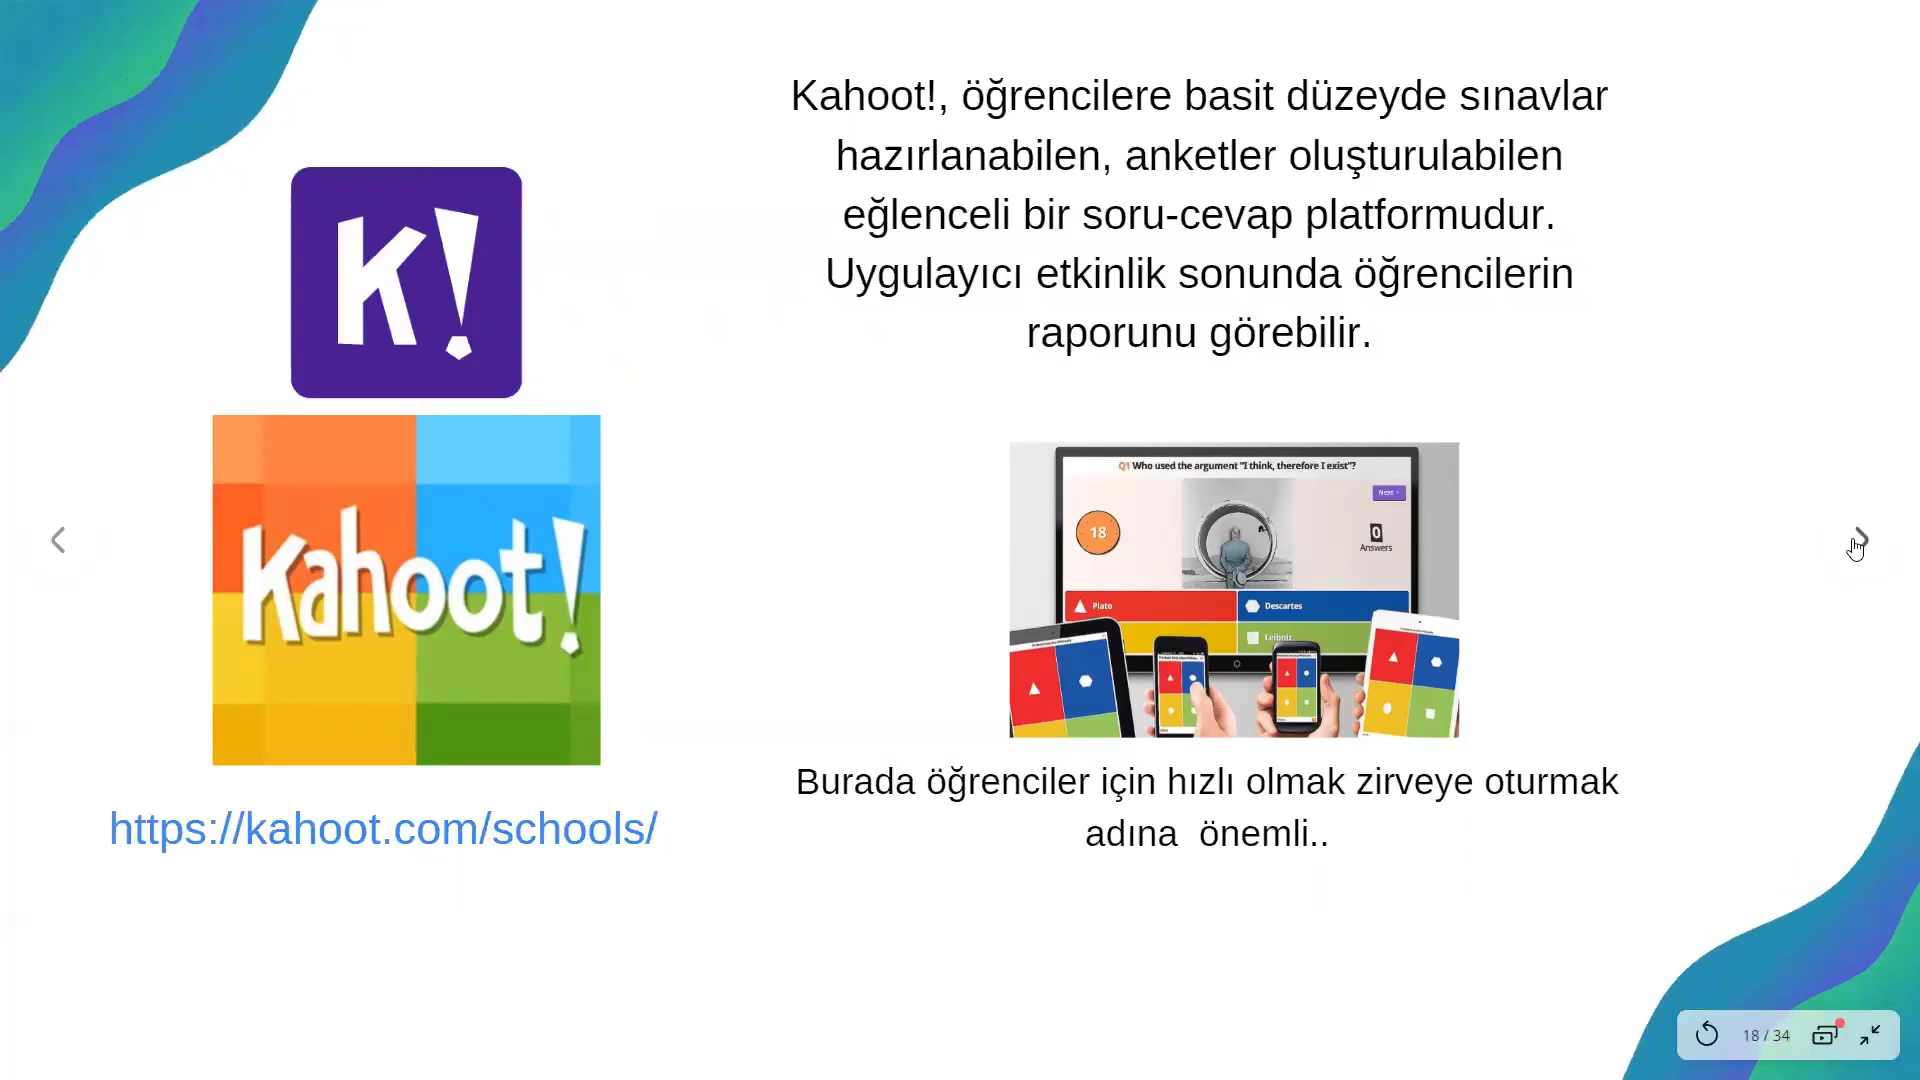 Kahoot!, öğrencilere basit düzeyde sınavlar
hazırlanabilen, anketler oluşturulabilen
eğlenceli bir soru-cevap platformudur.
Uygulayıcı etkinlik sonunda öğrencilerin
raporunu görebilir.
K!
Kahoot!
https://kahoot.com/schools/
Q1 Who used the argument "I think, therefore I exist"?
Next
18
0
Answers
Plato
Descartes
Leibniz
Burada öğrenciler için hızlı olmak zirveye oturmak
adına  önemli..
18 / 34